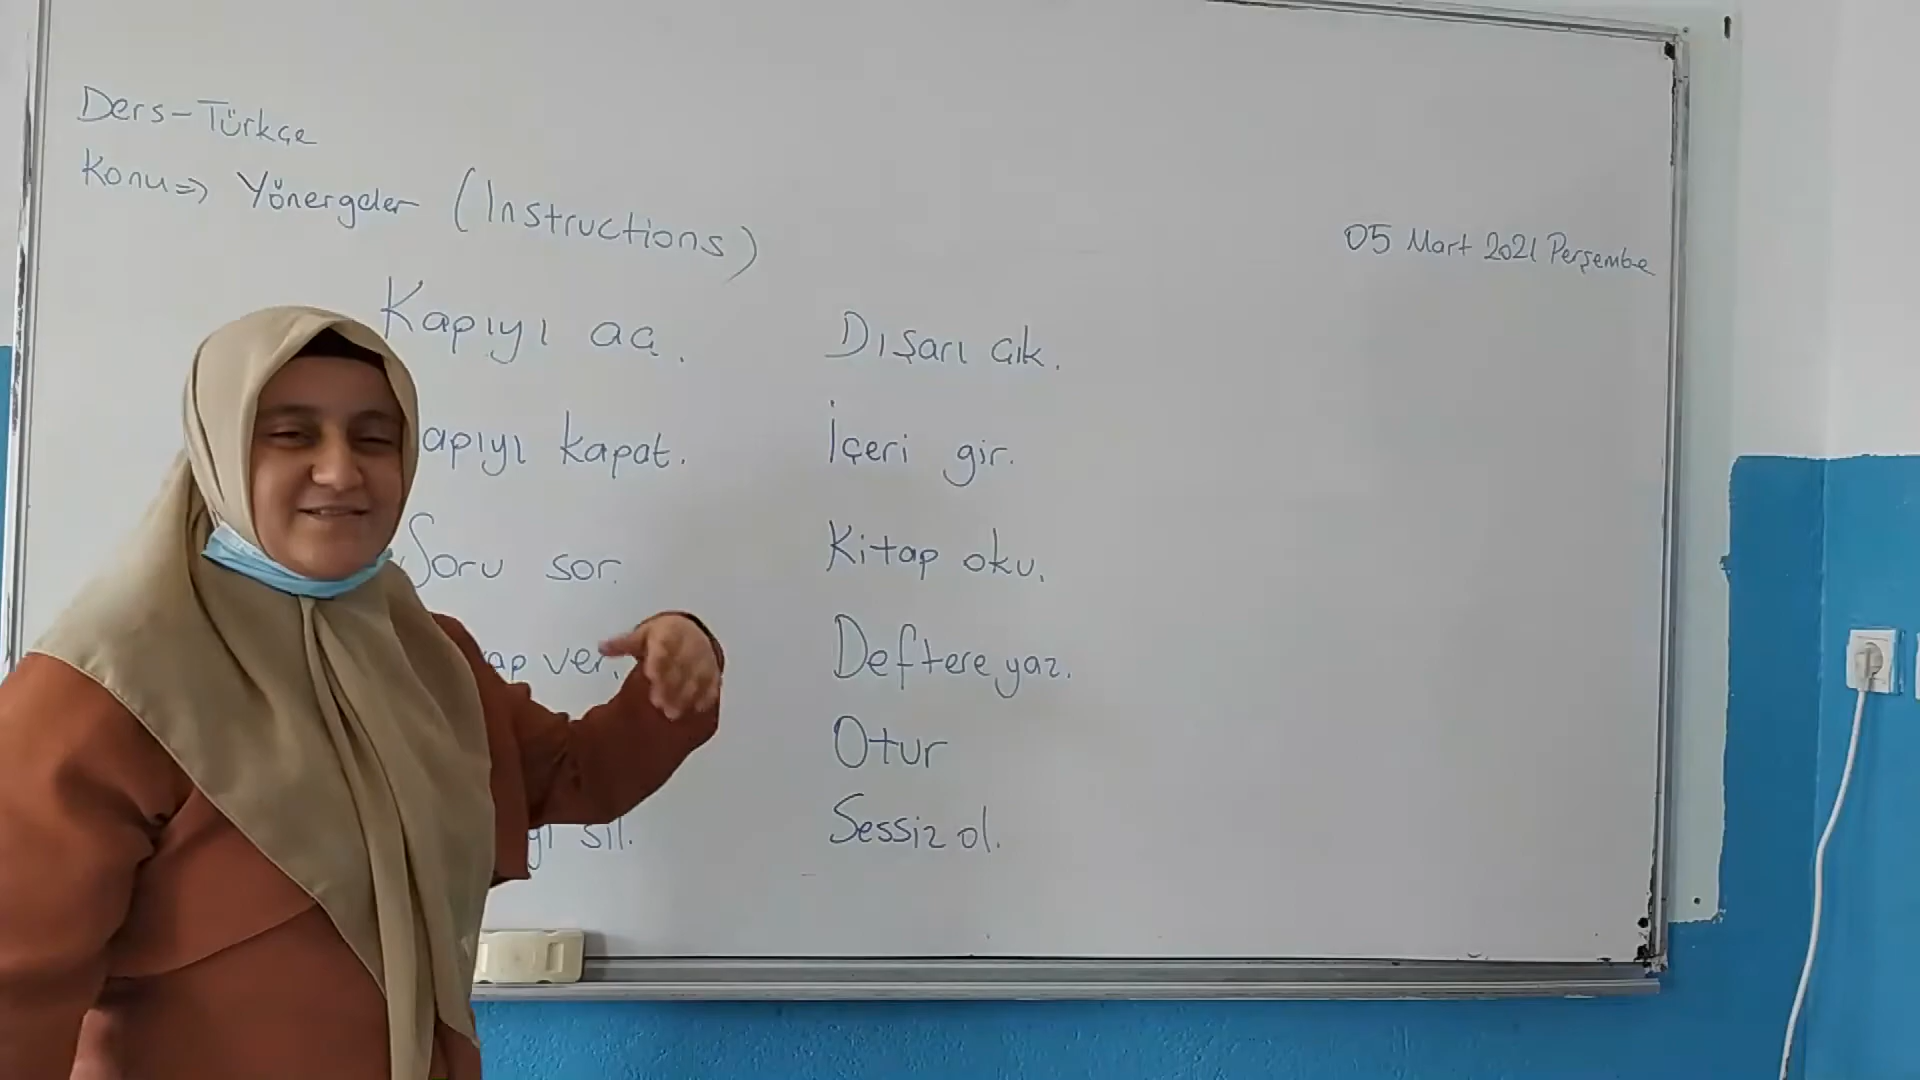 Ders-Türkçe
Konu⇒ Yönergeler (Instructions)
05 Mart 2021 Perşembe
Kapıyı aç.
apıyı kapat.
Soru sor.
ap ver.
yı sil.
Dışarı çık.
İçeri gir.
Kitap oku.
Deftere yaz.
Otur
Sessiz ol.